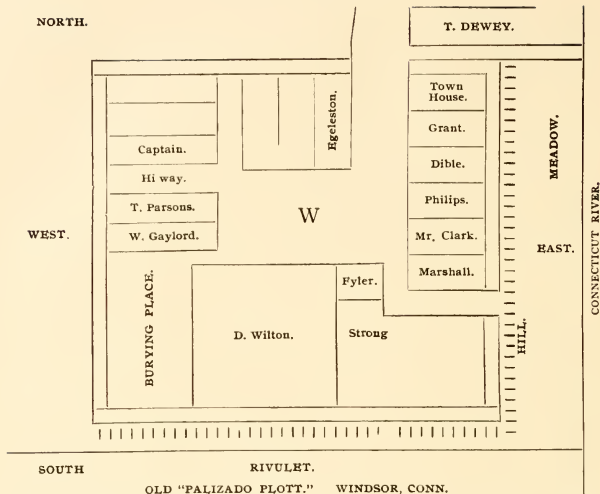 NORTH.
T. DEWEY.
Town
House.
Egeleston.
Grant.
Captain.
Dible.
MEADOW.
Hi way.
T. Parsons.
Philips.
W
CONNECTICUT RIVER.
WEST.
W. Gaylord.
Mr. Clark.
EAST.
Marshall.
Fyler.
BURYING PLACE.
D. Wilton.
Strong
HILL.
SOUTH
RIVULET.
OLD "PALIZADO PLOTT." WINDSOR, CONN.